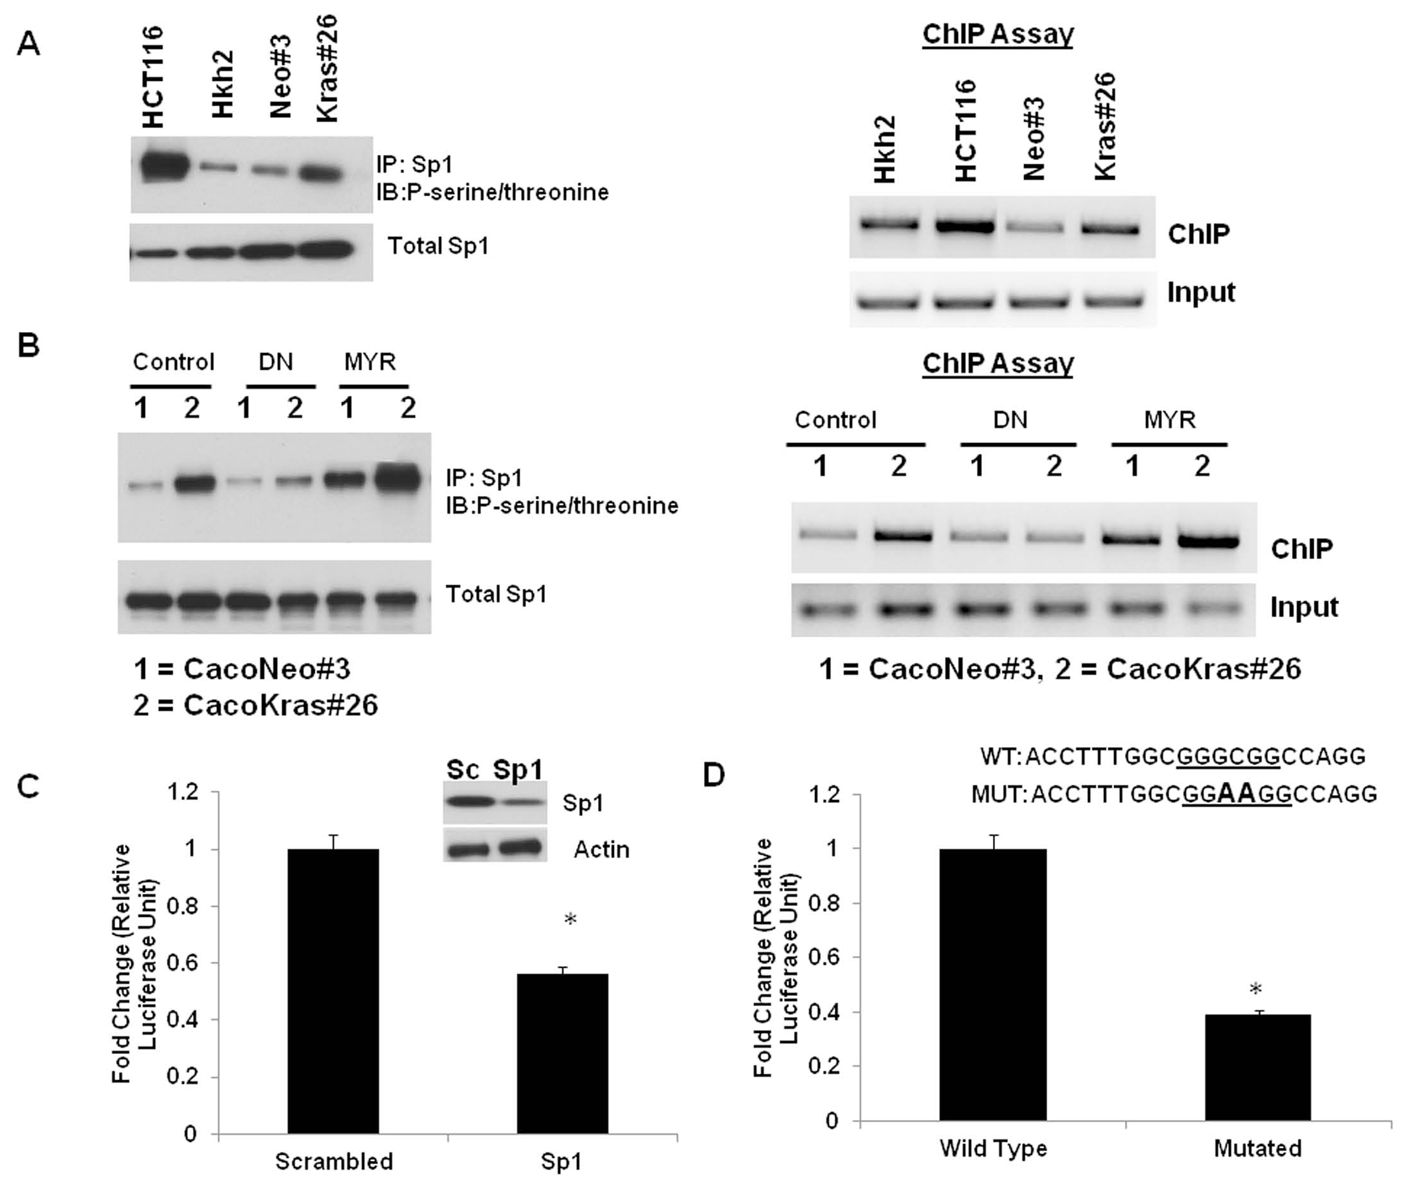 A
HCT116
Hkh2
Neo#3
Kras#26
IP: Sp1
IB:P-serine/threonine
Total Sp1
ChIP Assay
Hkh2
HCT116
Neo#3
Kras#26
ChIP
Input
B
Control DN MYR
1 2 1 2 1 2
IP: Sp1
IB:P-serine/threonine
Total Sp1
1 = CacoNeo#3
2 = CacoKras#26
ChIP Assay
Control DN MYR
1 2 1 2 1 2
ChIP
Input
1 = CacoNeo#3, 2 = CacoKras#26
C
Sc Sp1
Sp1
Actin
Fold Change (Relative
Luciferase Unit)
1.2
1
0.8
0.6
0.4
0.2
0
*
Scrambled Sp1
D
WT:ACCTTTGGCGGGCGGCCAGG
MUT:ACCTTTGGCGGAAGGCCAGG
Fold Change (Relative
Luciferase Unit)
1.2
1
0.8
0.6
0.4
0.2
0
*
Wild Type Mutated